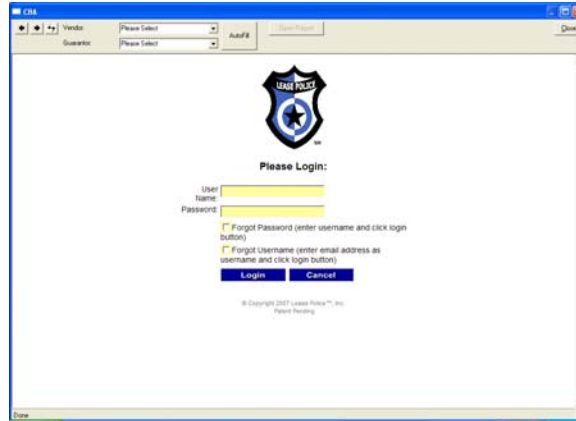 CBA
Vendor: Please Select
Guarantor: Please Select
AutoFill
Open Report
Close
LEASE POLICE
SM
Please Login:
User
Name:
Password:
Forgot Password (enter username and click login
button)
Forgot Username (enter email address as
username and click login button)
Login Cancel
© Copyright 2007 Lease Police™, Inc.
Patent Pending
Done